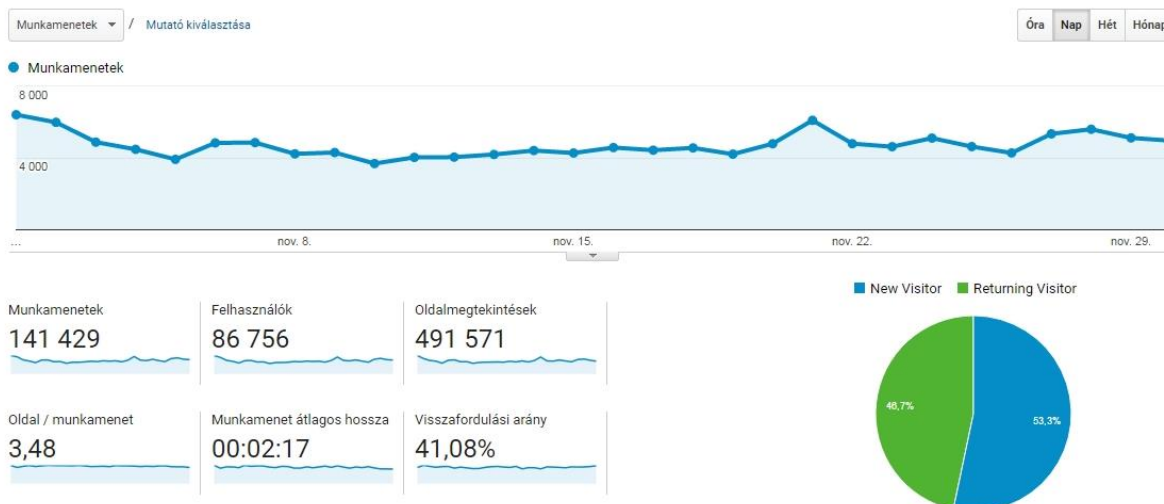 Munkamenetek / Mutató kiválasztása
Óra Nap Hét Hónap
Munkamenetek
8 000
4 000
... nov. 8. nov. 15. nov. 22. nov. 29.
New Visitor Returning Visitor
Munkamenetek Felhasználók Oldalmegtekintések
141 429 86 756 491 571
Oldal / munkamenet Munkamenet átlagos hossza Visszafordulási arány
3,48 00:02:17 41,08%
46,7% 53,3%